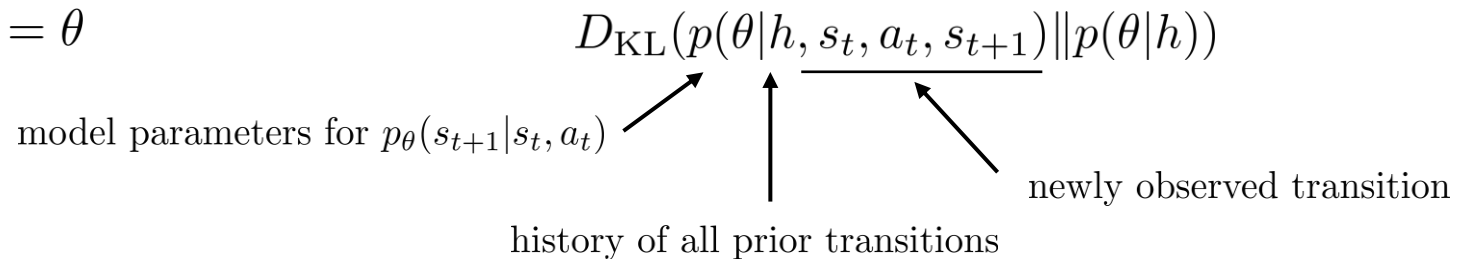 = θ
D_KL(p(θ|h, s_t, a_t, s_{t+1})∥p(θ|h))
model parameters for p_θ(s_{t+1}|s_t, a_t)
newly observed transition
history of all prior transitions